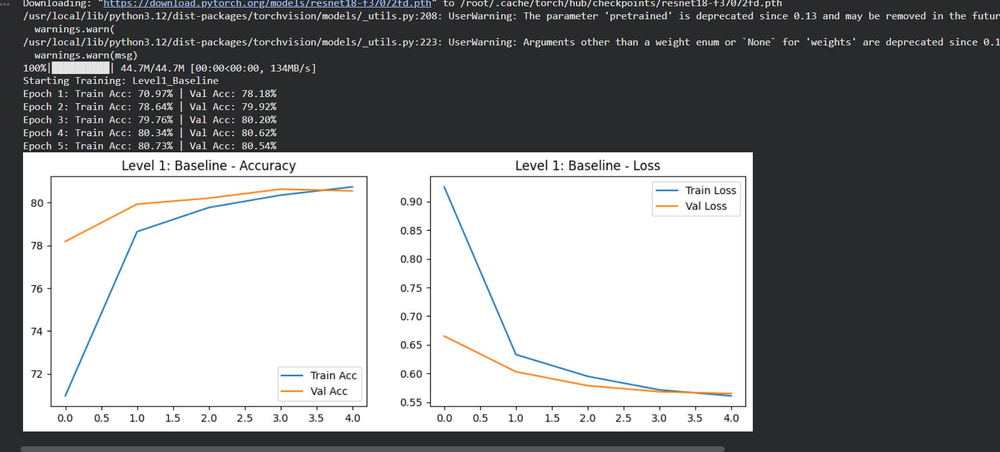 Downloading: "https://download.pytorch.org/models/resnet18-f37072fd.pth" to /root/.cache/torch/hub/checkpoints/resnet18-f37072fd.pth
/usr/local/lib/python3.12/dist-packages/torchvision/models/_utils.py:208: UserWarning: The parameter 'pretrained' is deprecated since 0.13 and may be removed in the futur
  warnings.warn(
/usr/local/lib/python3.12/dist-packages/torchvision/models/_utils.py:223: UserWarning: Arguments other than a weight enum or `None` for 'weights' are deprecated since 0.1
  warnings.warn(msg)
100%|██████████| 44.7M/44.7M [00:00<00:00, 134MB/s]
Starting Training: Level1_Baseline
Epoch 1: Train Acc: 70.97% | Val Acc: 78.18%
Epoch 2: Train Acc: 78.64% | Val Acc: 79.92%
Epoch 3: Train Acc: 79.76% | Val Acc: 80.20%
Epoch 4: Train Acc: 80.34% | Val Acc: 80.62%
Epoch 5: Train Acc: 80.73% | Val Acc: 80.54%
Level 1: Baseline - Accuracy
80
78
76
74
72
Train Acc
Val Acc
0.0 0.5 1.0 1.5 2.0 2.5 3.0 3.5 4.0
Level 1: Baseline - Loss
Train Loss
Val Loss
0.90
0.85
0.80
0.75
0.70
0.65
0.60
0.55
0.0 0.5 1.0 1.5 2.0 2.5 3.0 3.5 4.0